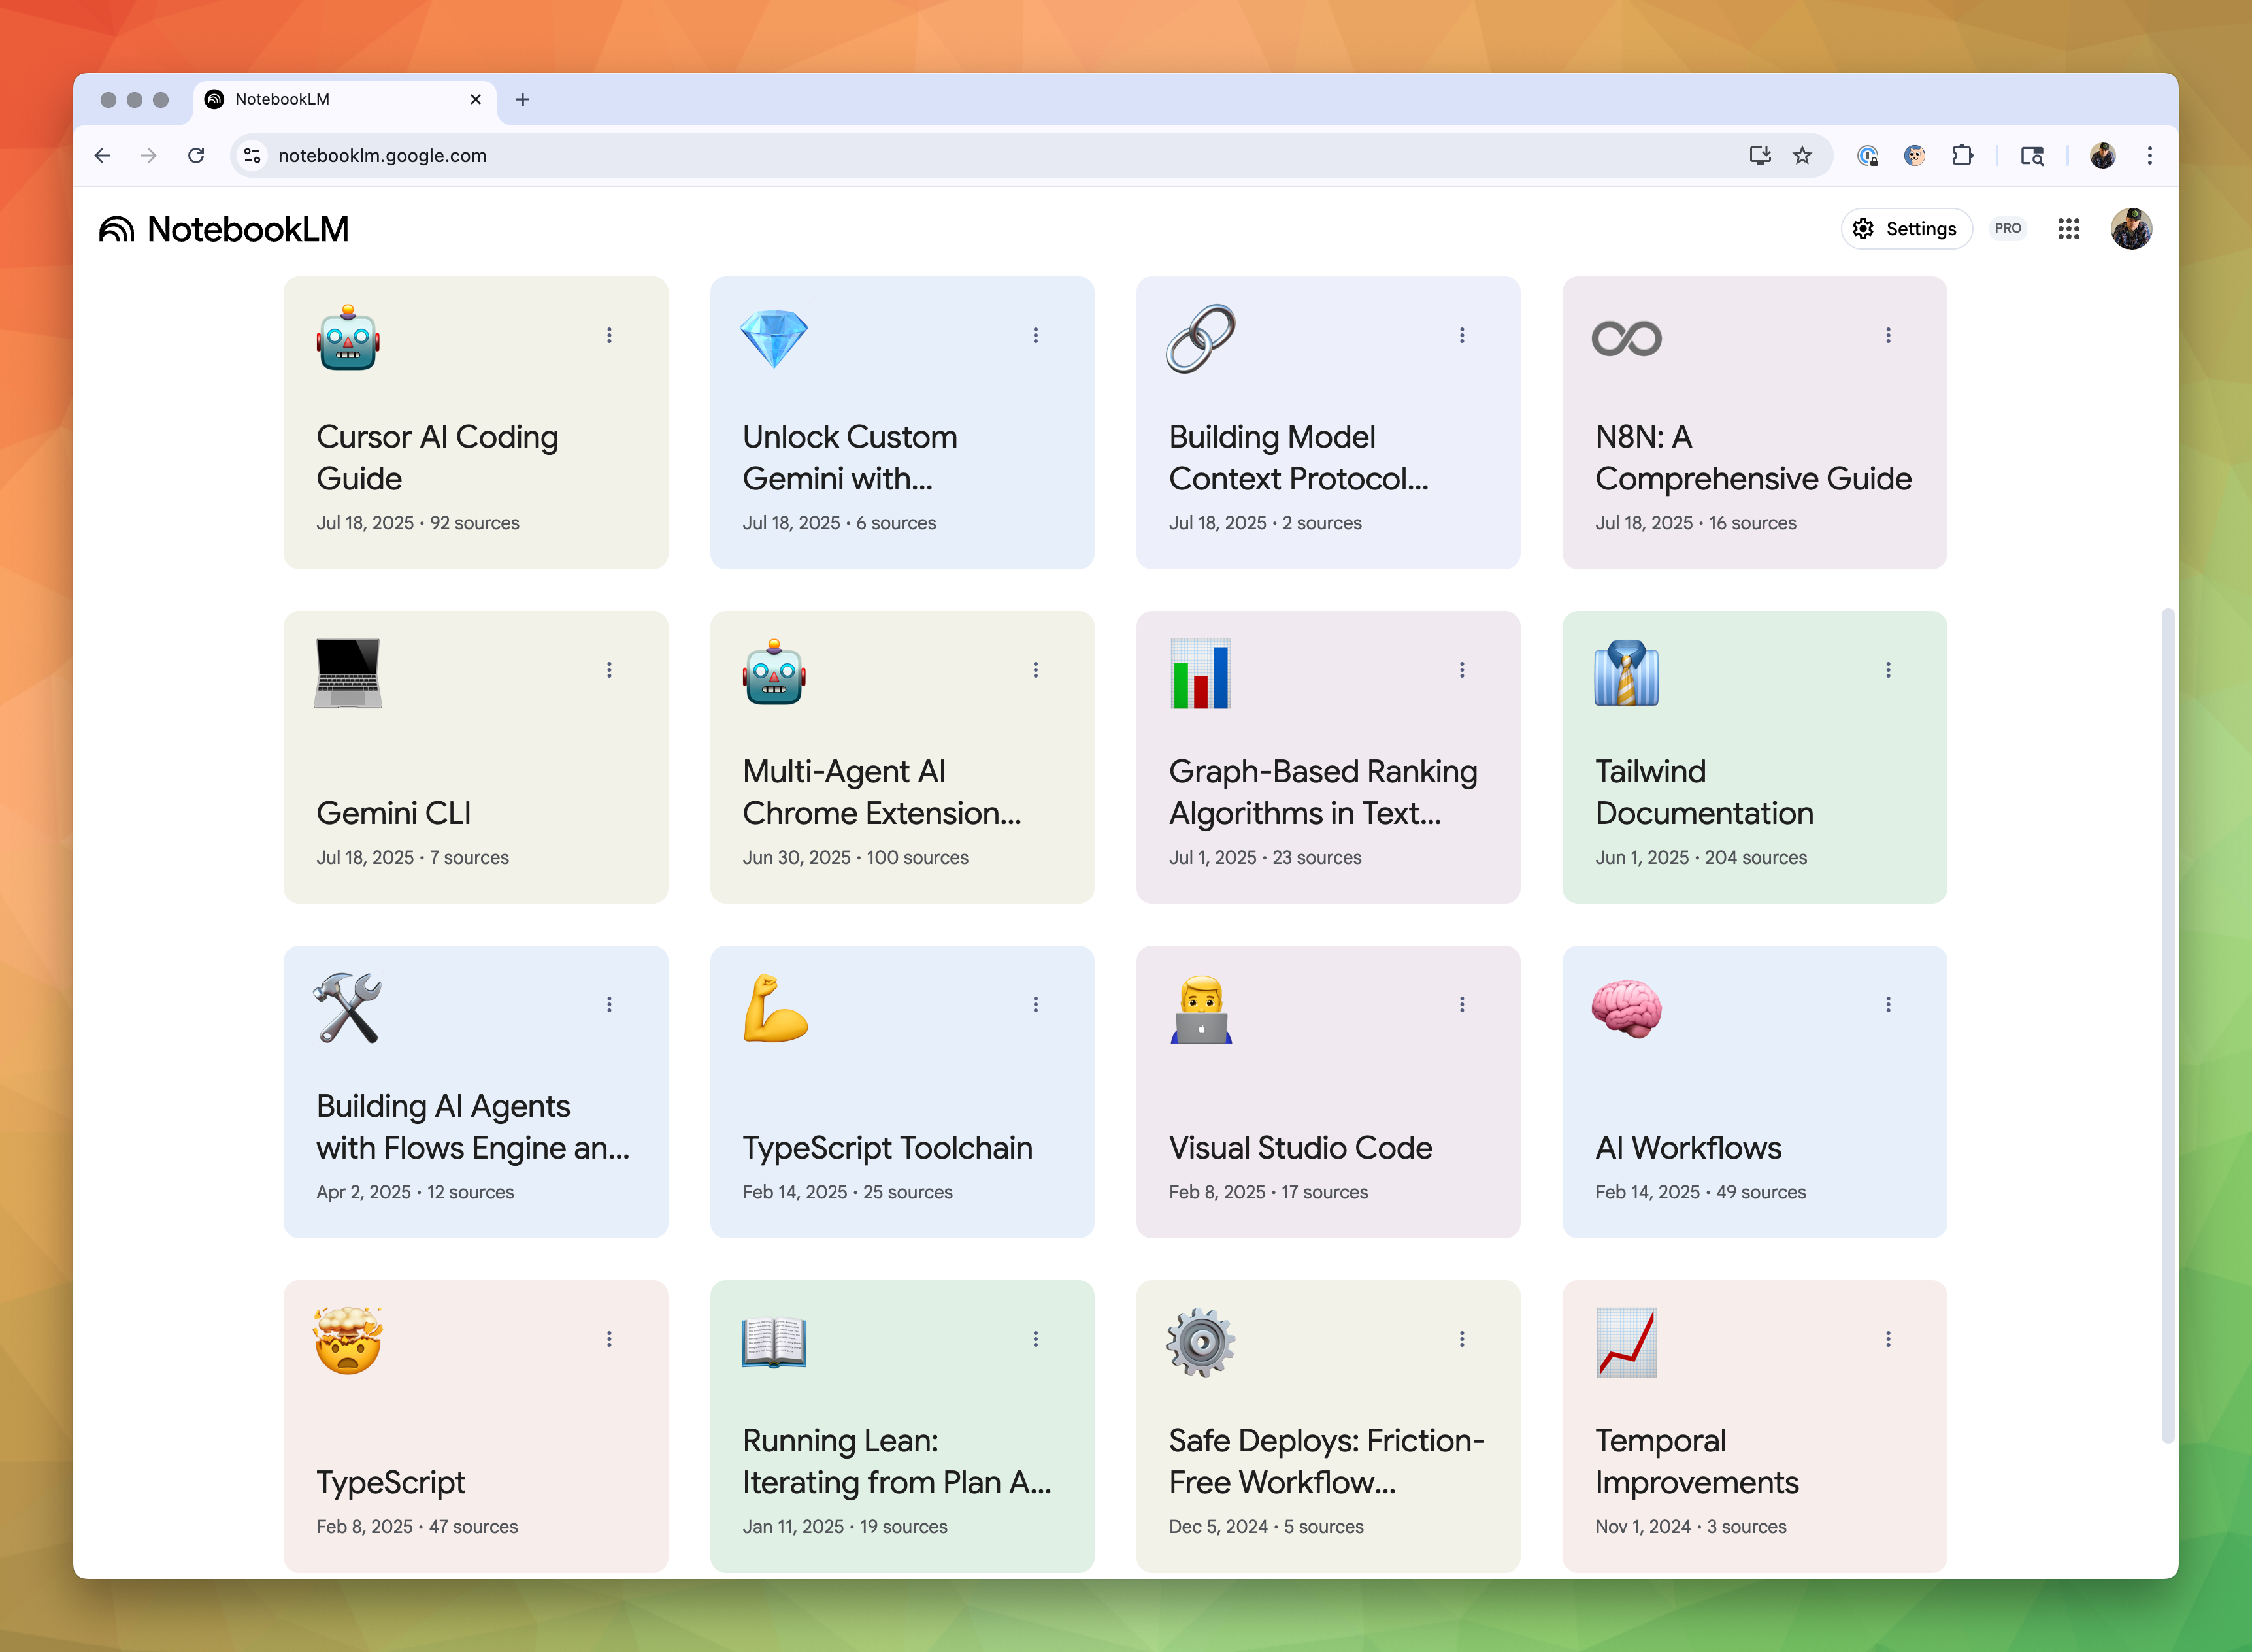 NotebookLM
notebooklm.google.com
NotebookLM
Settings
PRO
Cursor AI Coding
Guide
Jul 18, 2025 • 92 sources
Unlock Custom
Gemini with...
Jul 18, 2025 • 6 sources
Building Model
Context Protocol...
Jul 18, 2025 • 2 sources
N8N: A
Comprehensive Guide
Jul 18, 2025 • 16 sources
Gemini CLI
Jul 18, 2025 • 7 sources
Multi-Agent AI
Chrome Extension...
Jun 30, 2025 • 100 sources
Graph-Based Ranking
Algorithms in Text...
Jul 1, 2025 • 23 sources
Tailwind
Documentation
Jun 1, 2025 • 204 sources
Building AI Agents
with Flows Engine an...
Apr 2, 2025 • 12 sources
TypeScript Toolchain
Feb 14, 2025 • 25 sources
Visual Studio Code
Feb 8, 2025 • 17 sources
AI Workflows
Feb 14, 2025 • 49 sources
TypeScript
Feb 8, 2025 • 47 sources
Running Lean:
Iterating from Plan A...
Jan 11, 2025 • 19 sources
Safe Deploys: Friction-
Free Workflow...
Dec 5, 2024 • 5 sources
Temporal
Improvements
Nov 1, 2024 • 3 sources